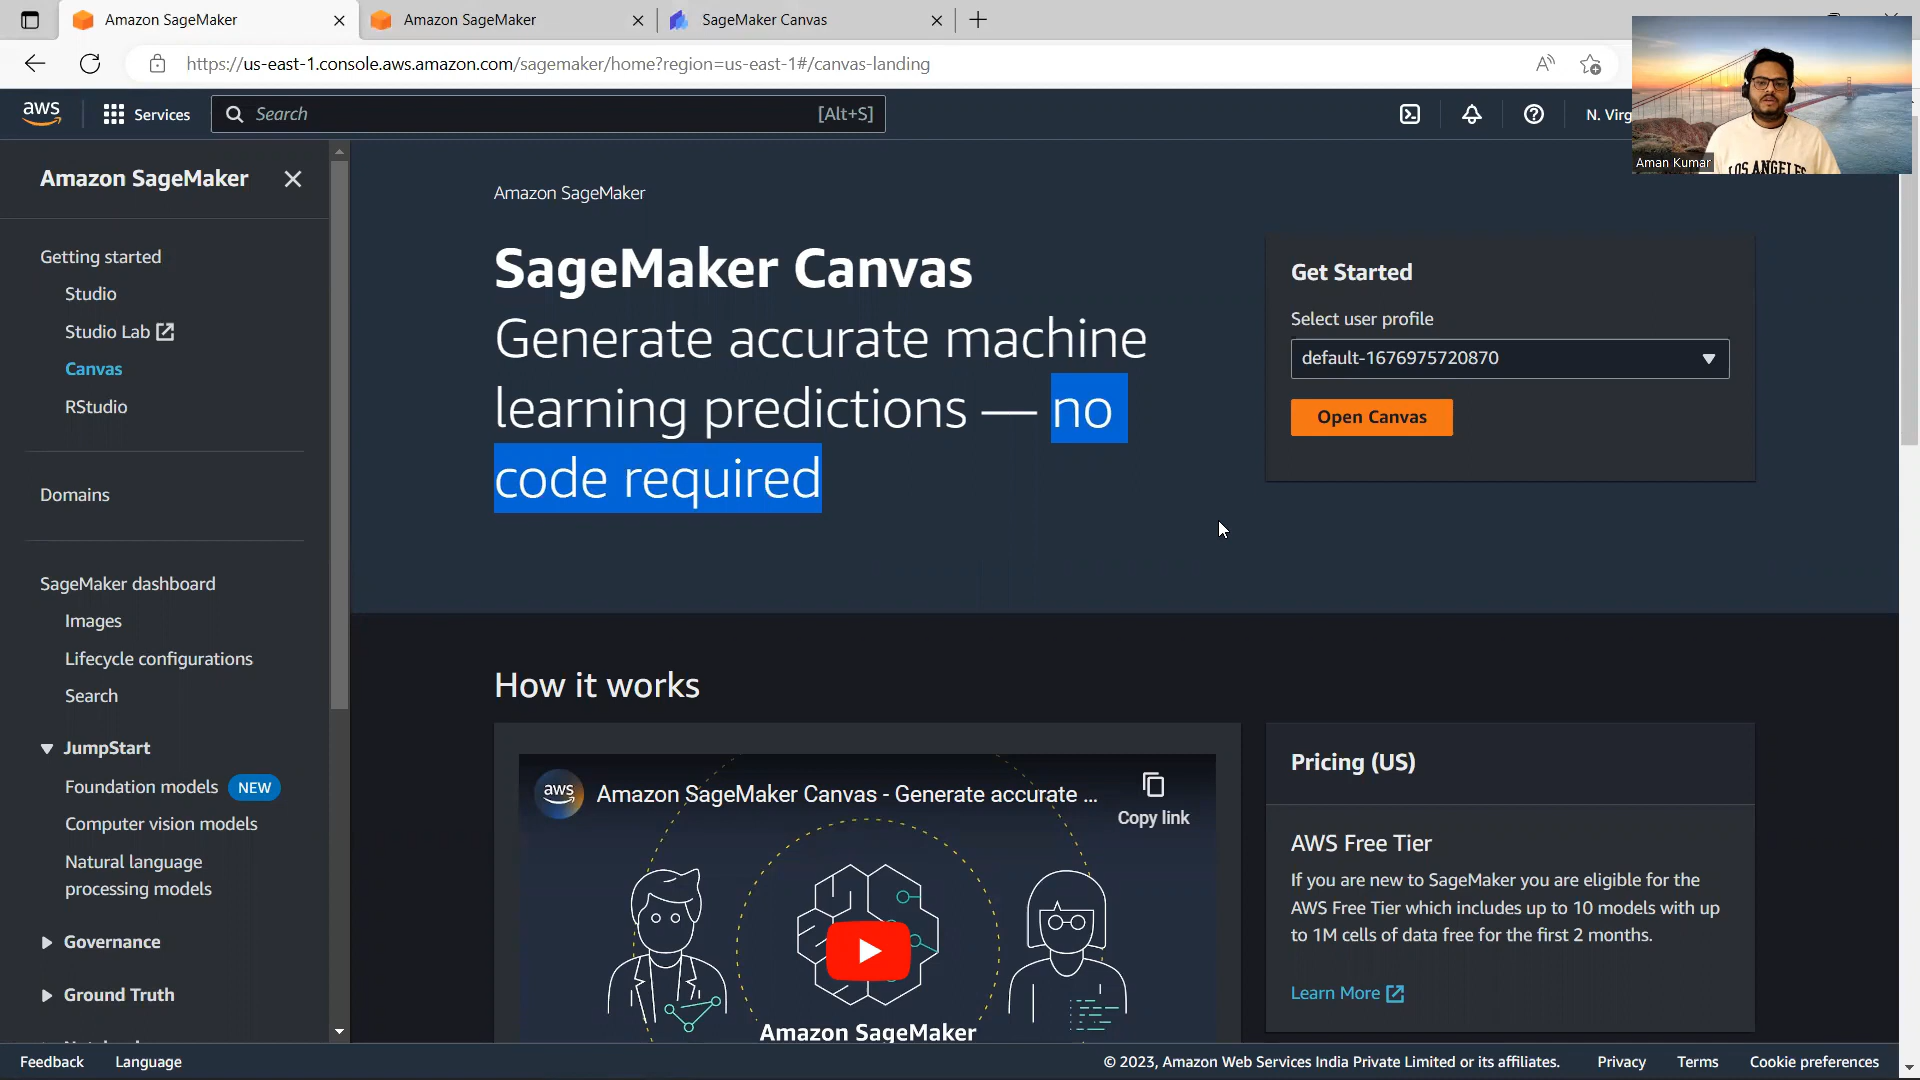 Amazon SageMaker
Amazon SageMaker
SageMaker Canvas
https://us-east-1.console.aws.amazon.com/sagemaker/home?region=us-east-1#/canvas-landing
aws
Services
Search
[Alt+S]
N. Virg
Aman Kumar
LOS ANGELES
Amazon SageMaker
Getting started
Studio
Studio Lab
Canvas
RStudio
Domains
SageMaker dashboard
Images
Lifecycle configurations
Search
JumpStart
Foundation models NEW
Computer vision models
Natural language
processing models
Governance
Ground Truth
Amazon SageMaker
SageMaker Canvas
Generate accurate machine
learning predictions — no
code required
Get Started
Select user profile
default-1676975720870
Open Canvas
How it works
aws
Amazon SageMaker Canvas - Generate accurate ...
Copy link
Amazon SageMaker
Pricing (US)
AWS Free Tier
If you are new to SageMaker you are eligible for the
AWS Free Tier which includes up to 10 models with up
to 1M cells of data free for the first 2 months.
Learn More
Feedback
Language
© 2023, Amazon Web Services India Private Limited or its affiliates.
Privacy
Terms
Cookie preferences